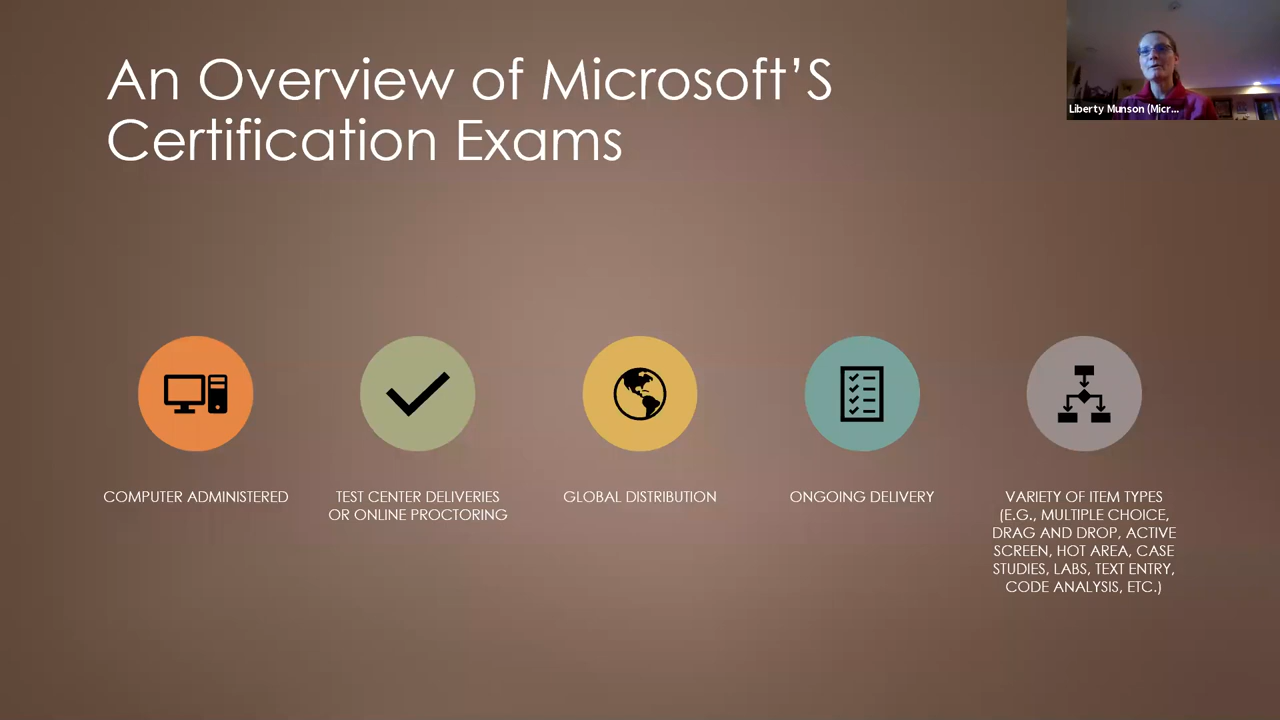 An Overview of Microsoft’S
Certification Exams
Liberty Munson (Micr...
COMPUTER ADMINISTERED
TEST CENTER DELIVERIES
OR ONLINE PROCTORING
GLOBAL DISTRIBUTION
ONGOING DELIVERY
VARIETY OF ITEM TYPES
(E.G., MULTIPLE CHOICE,
DRAG AND DROP, ACTIVE
SCREEN, HOT AREA, CASE
STUDIES, LABS, TEXT ENTRY,
CODE ANALYSIS, ETC.)